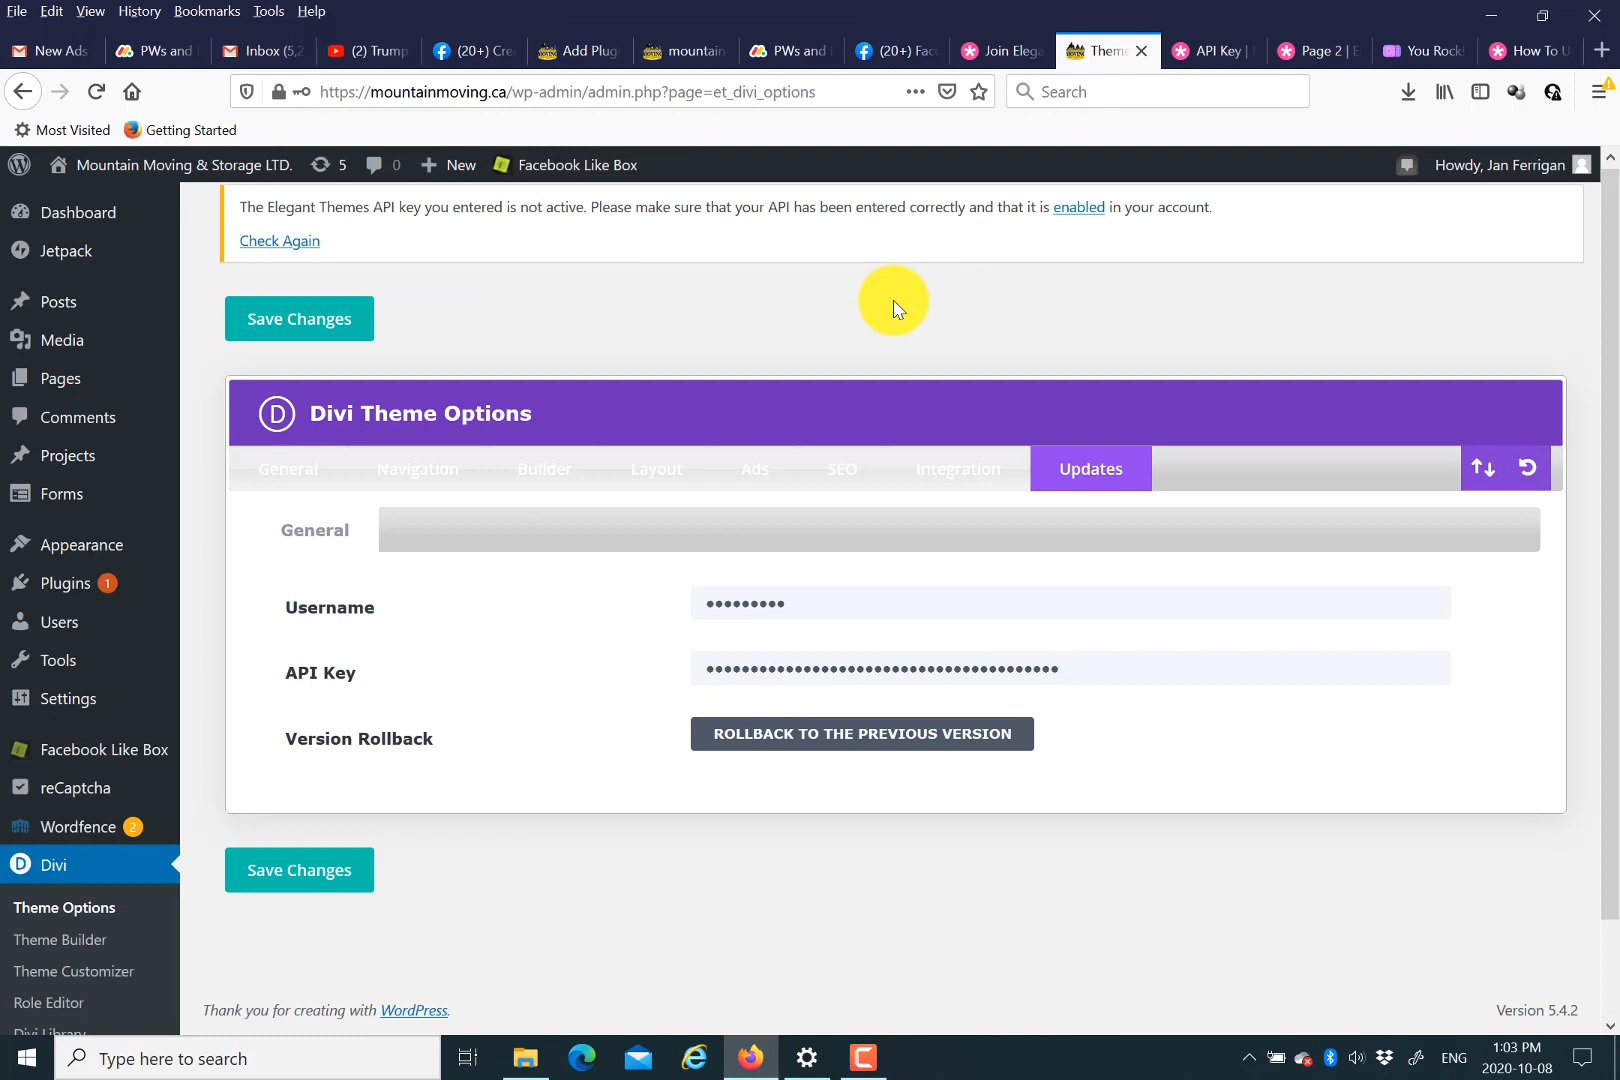 File Edit View History Bookmarks Tools Help
New Ads
PWs and
Inbox (5,2
(2) Trump
(20+) Cre
Add Plug
mountain
PWs and
(20+) Fac
Join Elega
Theme
API Key |
Page 2 | E
You Rock
How To U
https://mountainmoving.ca/wp-admin/admin.php?page=et_divi_options
Search
Most Visited Getting Started
Mountain Moving & Storage LTD. 5 0 New Facebook Like Box Howdy, Jan Ferrigan
Dashboard
Jetpack
Posts
Media
Pages
Comments
Projects
Forms
Appearance
Plugins 1
Users
Tools
Settings
Facebook Like Box
reCaptcha
Wordfence 2
D Divi
Theme Options
Theme Builder
Theme Customizer
Role Editor
Divi Library
The Elegant Themes API key you entered is not active. Please make sure that your API has been entered correctly and that it is enabled in your account.
Check Again
Save Changes
D Divi Theme Options
General Navigation Builder Layout Ads SEO Integration Updates
General
Username •••••••••
API Key ••••••••••••••••••••••••••••••••••••••••
Version Rollback ROLLBACK TO THE PREVIOUS VERSION
Save Changes
Thank you for creating with WordPress.
Version 5.4.2
Type here to search
ENG
1:03 PM
2020-10-08